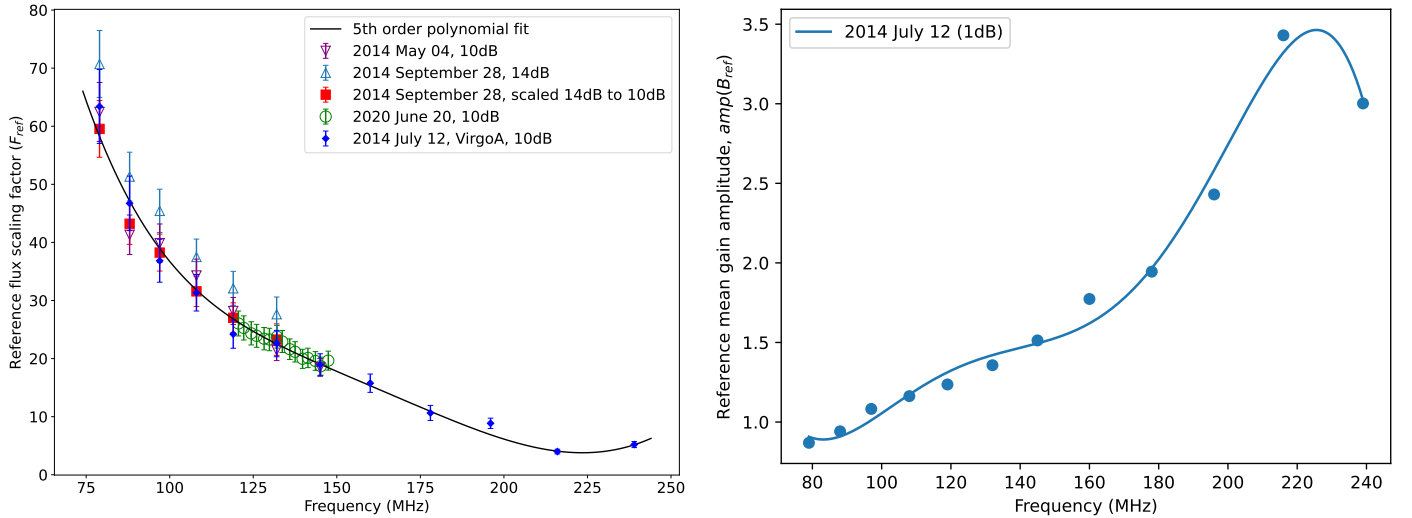 80
70
60
50
40
30
20
10
0
Reference flux scaling factor (F_ref)
5th order polynomial fit
2014 May 04, 10dB
2014 September 28, 14dB
2014 September 28, scaled 14dB to 10dB
2020 June 20, 10dB
2014 July 12, VirgoA, 10dB
75 100 125 150 175 200 225 250
Frequency (MHz)
3.5
3.0
2.5
2.0
1.5
1.0
Reference mean gain amplitude, amp(B_ref)
2014 July 12 (1dB)
80 100 120 140 160 180 200 220 240
Frequency (MHz)